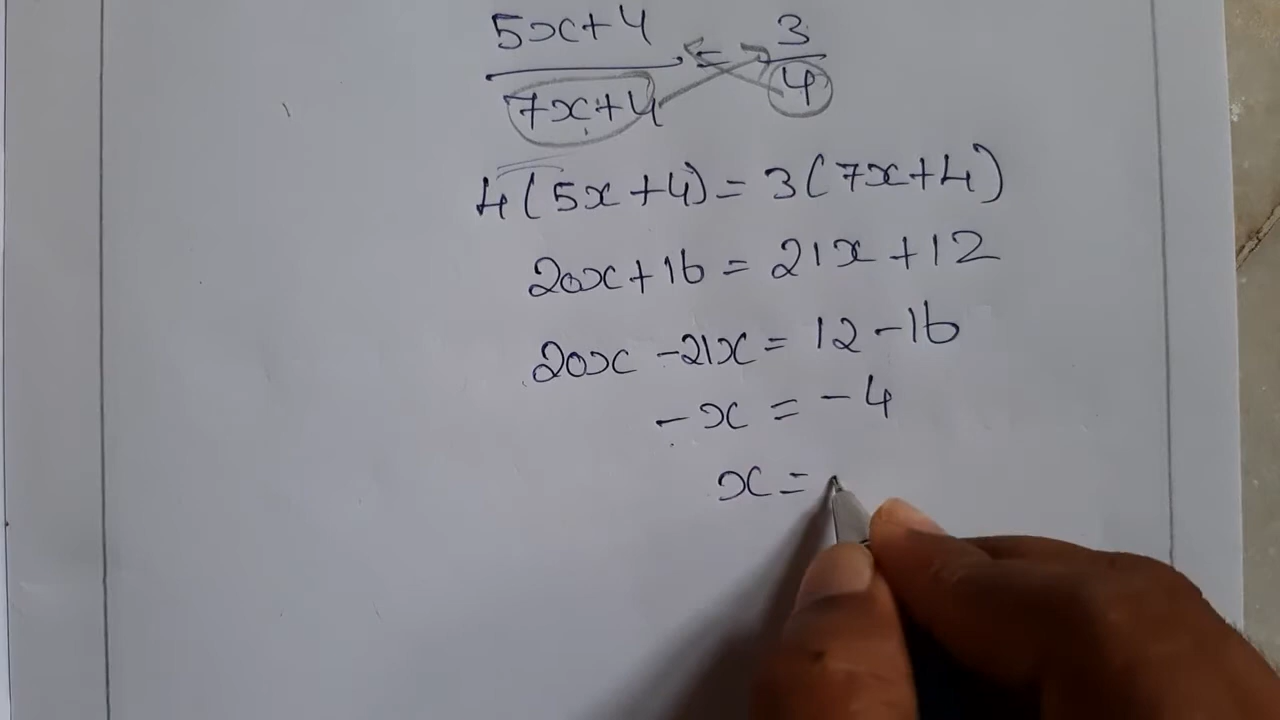 5x+4 / 7x+4 = 3 / 4
4(5x+4) = 3(7x+4)
20x+16 = 21x+12
20x -21x = 12 -16
-x = -4
x =